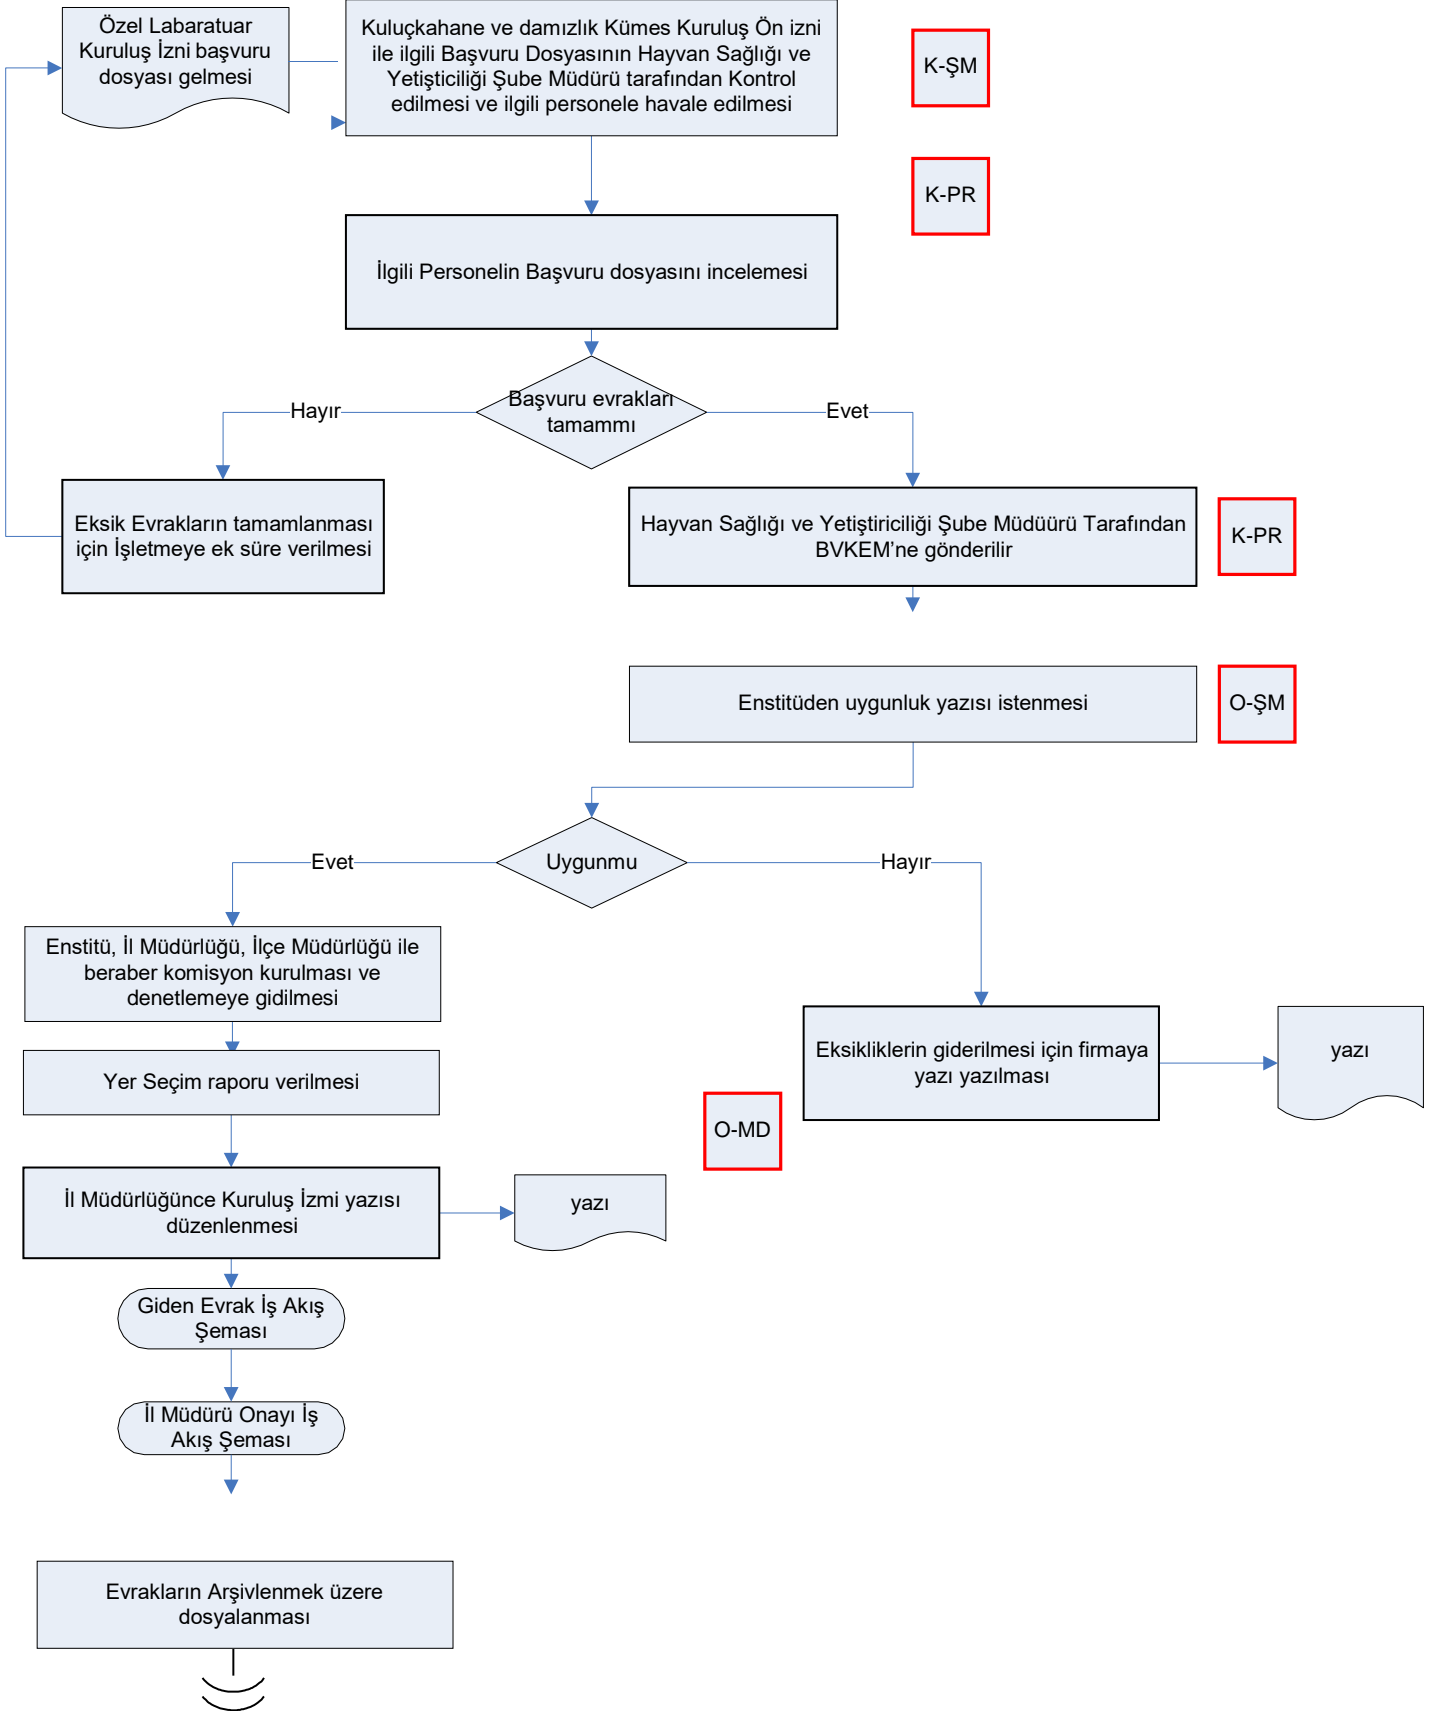 Özel Labaratuar
Kuruluş İzni başvuru
dosyası gelmesi
Kuluçkahane ve damızlık Kümes Kuruluş Ön izni
ile ilgili Başvuru Dosyasının Hayvan Sağlığı ve
Yetişticiliği Şube Müdürü tarafından Kontrol
edilmesi ve ilgili personele havale edilmesi
K-ŞM
K-PR
İlgili Personelin Başvuru dosyasını incelemesi
Başvuru evrakları
tamammı
Hayır
Evet
Eksik Evrakların tamamlanması
için İşletmeye ek süre verilmesi
Hayvan Sağlığı ve Yetiştiriciliği Şube Müdüürü Tarafından
BVKEM’ne gönderilir
K-PR
Enstitüden uygunluk yazısı istenmesi
O-ŞM
Uygunmu
Evet
Hayır
Enstitü, İl Müdürlüğü, İlçe Müdürlüğü ile
beraber komisyon kurulması ve
denetlemeye gidilmesi
Eksikliklerin giderilmesi için firmaya
yazı yazılması
yazı
Yer Seçim raporu verilmesi
O-MD
İl Müdürlüğünce Kuruluş İzmi yazısı
düzenlenmesi
yazı
Giden Evrak İş Akış
Şeması
İl Müdürü Onayı İş
Akış Şeması
Evrakların Arşivlenmek üzere
dosyalanması